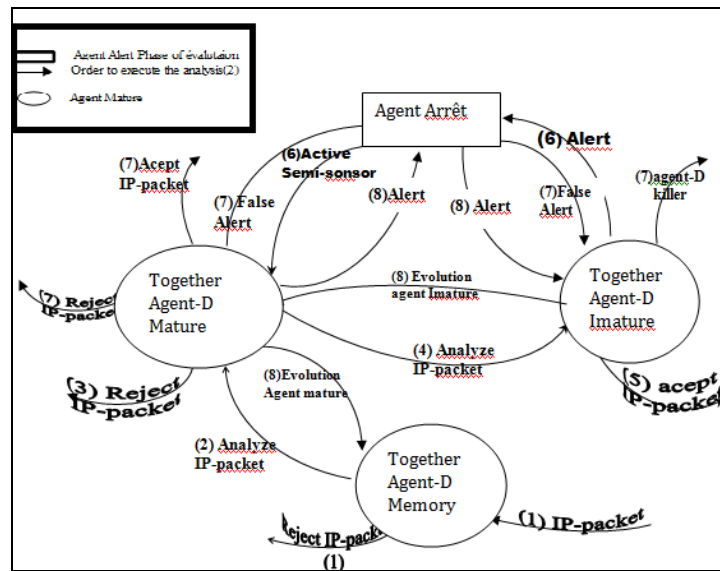 Agent Alert Phase of évalutaion
Order to execute the analysis(2)
Agent Mature
Agent Arrêt
(6) Alert
(7)Acept
IP-packet
(6)Active
Semi-sonsor
(7)agent-D
killer
(7) False
Alert
(8)Alert
(8) Alert
(7)False
Alert
Together
Agent-D
Mature
(8) Evolution
agent Imature
Together
Agent-D
Imature
(7) Reject
IP-packet
(4) Analyze
IP-packet
(3) Reject
IP-packet
(8)Evolution
Agent mature
(5) acept
IP-packet
(2) Analyze
IP-packet
Together
Agent-D
Memory
(1) IP-packet
Reject IP-packet
(1)